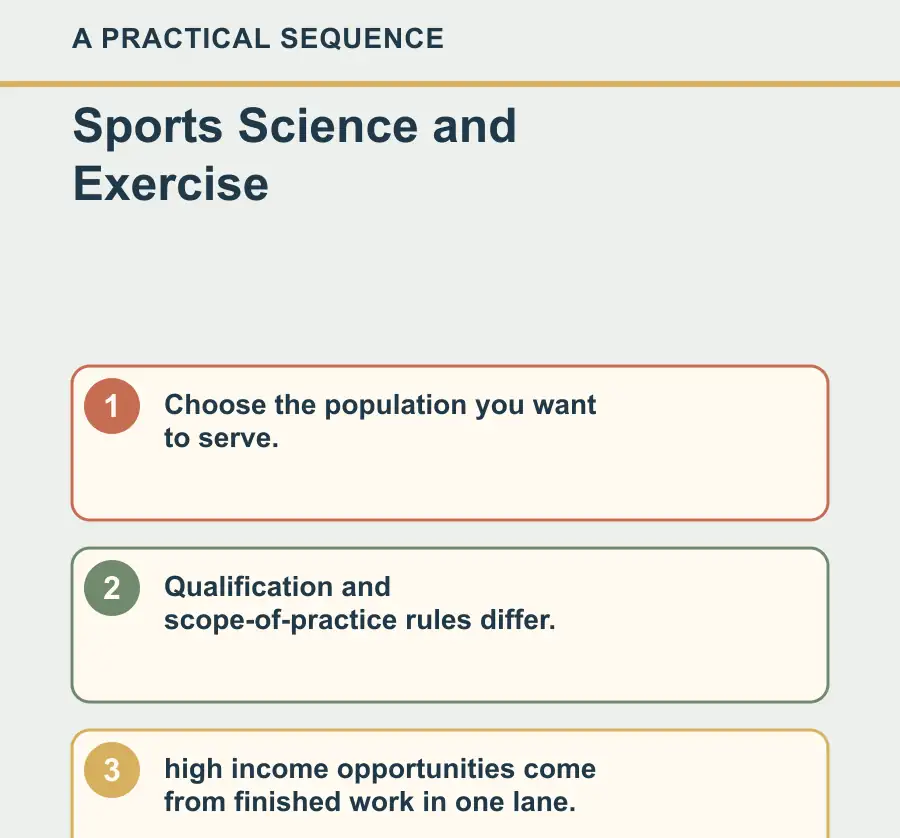 A PRACTICAL SEQUENCE
Sports Science and
Exercise
1
Choose the population you want
to serve.
2
Qualification and
scope-of-practice rules differ.
3
high income opportunities come
from finished work in one lane.